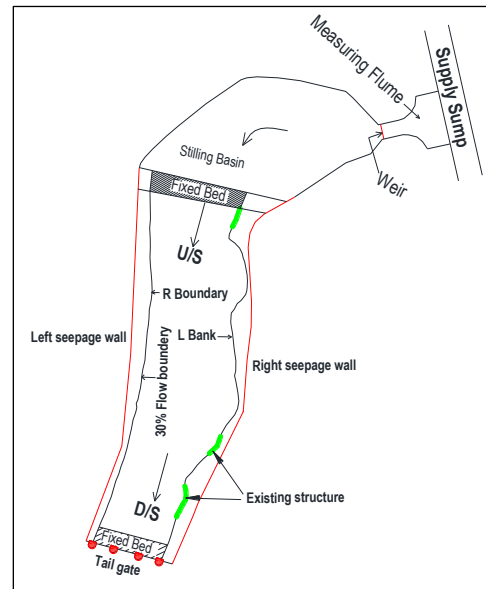 Measuring Flume
Supply Sump
Stilling Basin
Weir
Fixed Bed
U/S
R Boundary
L Bank
Left seepage wall
Right seepage wall
30% Flow boundary
Existing structure
D/S
Fixed Bed
Tail gate